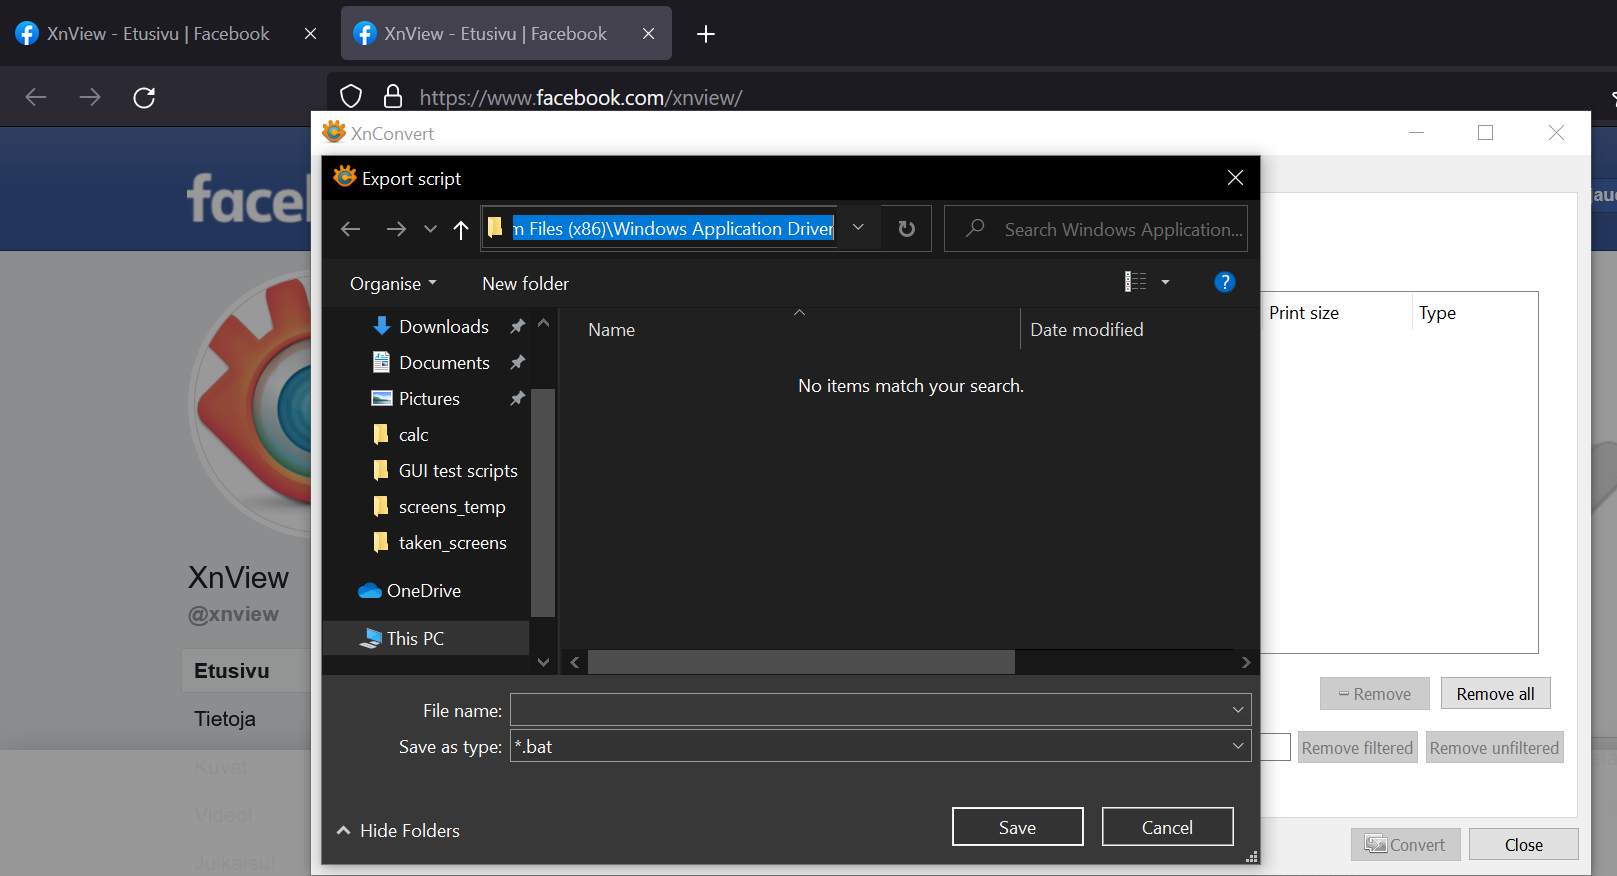 XnView - Etusivu | Facebook
XnView - Etusivu | Facebook
https://www.facebook.com/xnview/
XnConvert
Export script
m Files (x86)\Windows Application Driver
Search Windows Application...
Organise
New folder
Downloads
Documents
Pictures
calc
GUI test scripts
screens_temp
taken_screens
OneDrive
This PC
Name
Date modified
No items match your search.
Print size
Type
XnView
@xnview
Etusivu
Tietoja
Kuvat
Videot
Julkaisut
Remove
Remove all
File name:
Save as type: *.bat
Remove filtered
Remove unfiltered
Hide Folders
Save
Cancel
Convert
Close